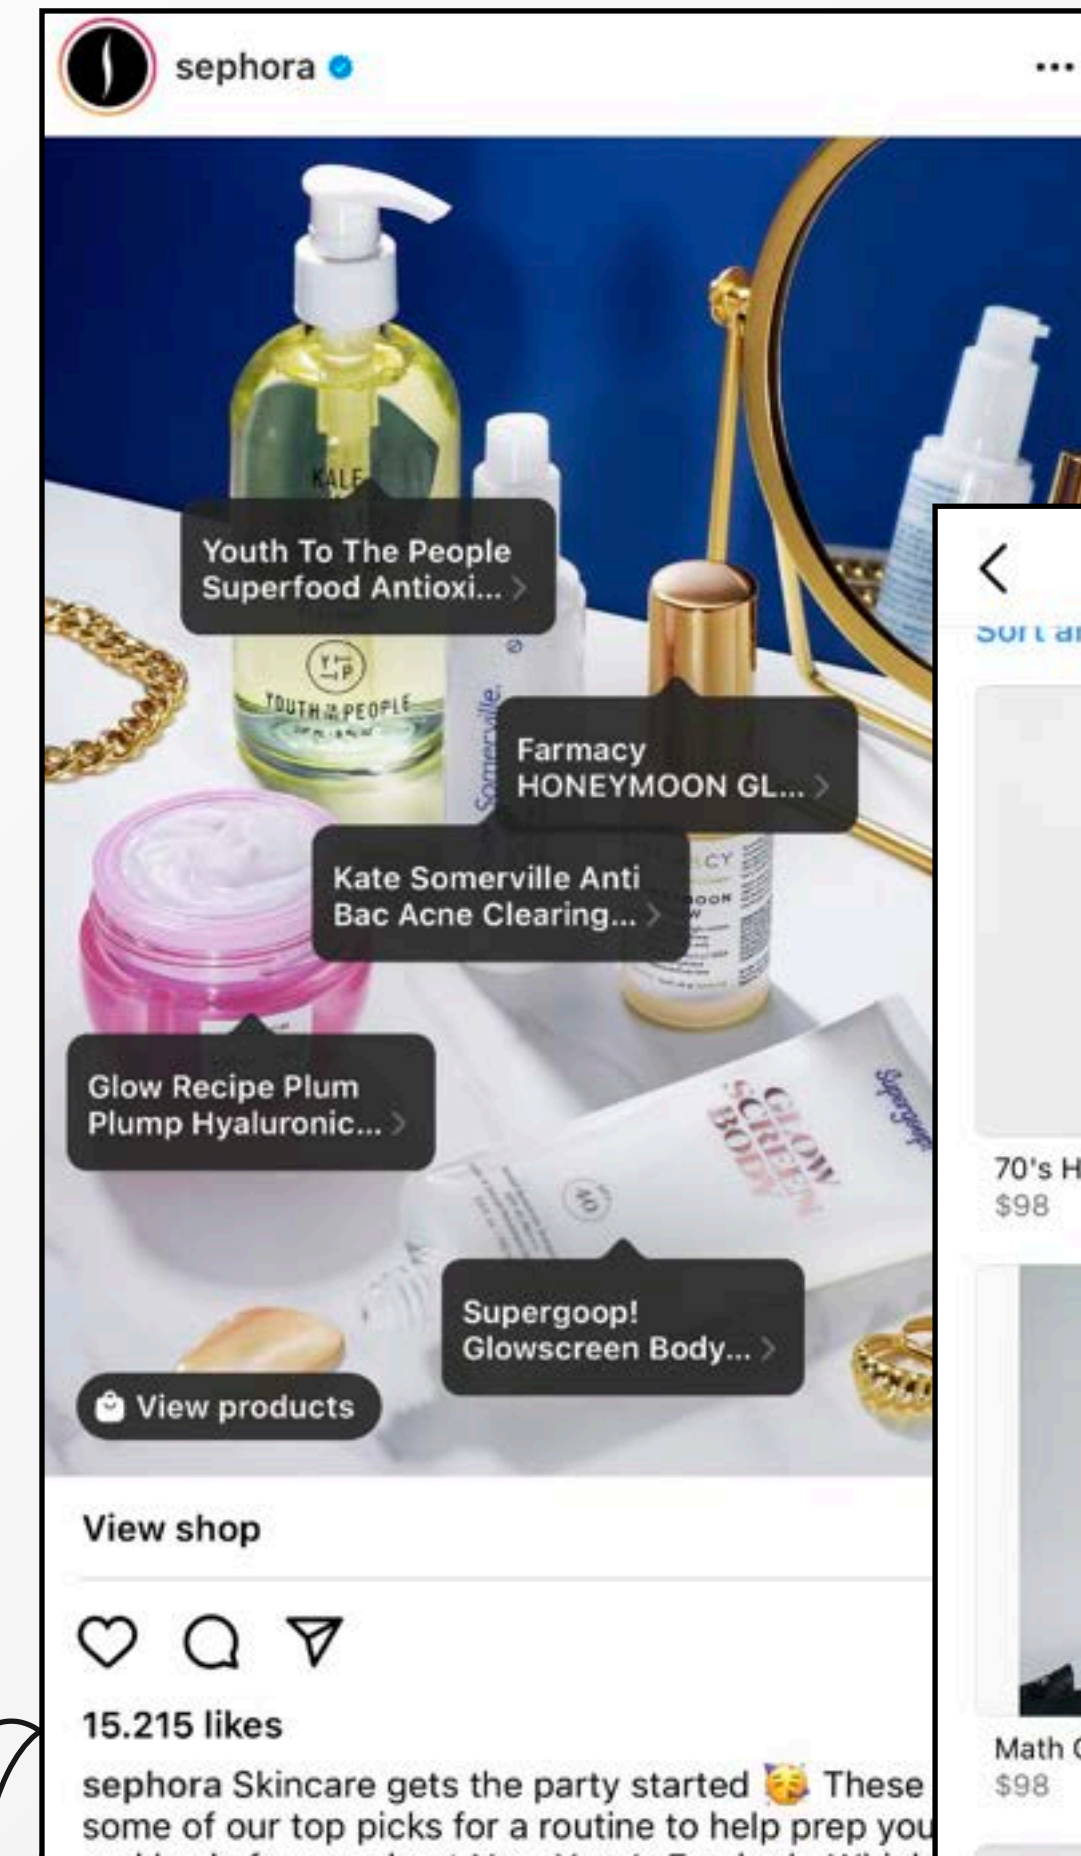 sephora
...
KALE
Youth To The People
Superfood Antioxi...
YOUTH TO THE PEOPLE
Somerville.
Farmacy
HONEYMOON GL...
Kate Somerville Anti
Bac Acne Clearing...
CY
OON
Glow Recipe Plum
Plump Hyaluronic...
GLOW
SCREEN
BODY
Supergoop!
40
Supergoop!
Glowscreen Body...
View products
View shop
15.215 likes
sephora Skincare gets the party started 🥳 These
some of our top picks for a routine to help prep you
70's H
$98
Math
$98